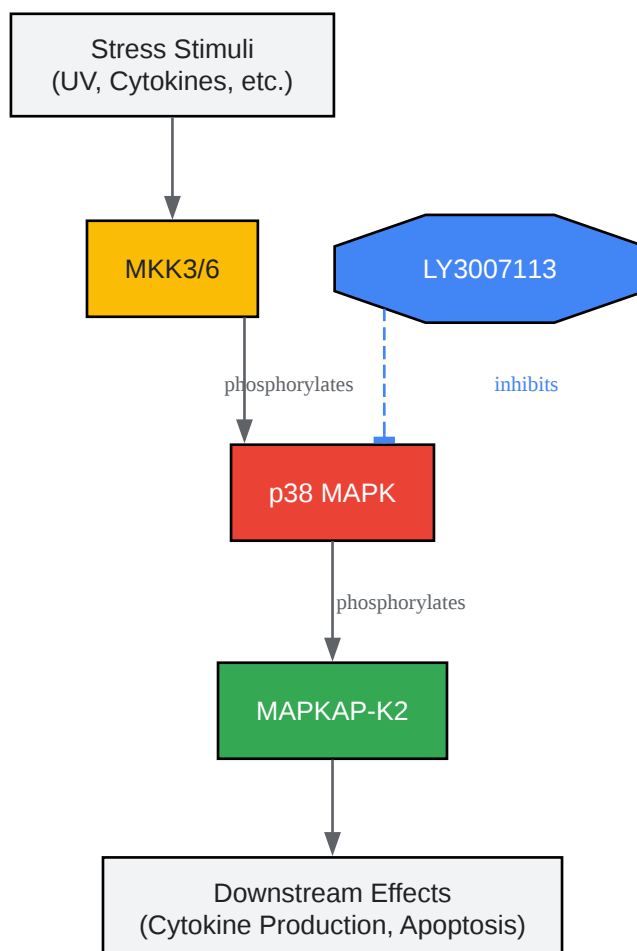 Stress Stimuli
(UV, Cytokines, etc.)
MKK3/6
LY3007113
phosphorylates
inhibits
p38 MAPK
phosphorylates
MAPKAP-K2
Downstream Effects
(Cytokine Production, Apoptosis)